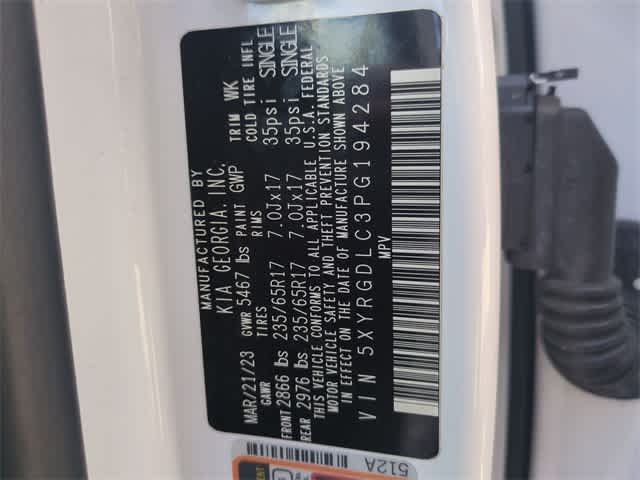 MANUFACTURED BY
KIA GEORGIA, INC.
MAR/21/23 GVWR 5467 lbs PAINT GWP TRIM WK
GAWR TIRES RIMS COLD TIRE INFL
FRONT 2866 lbs 235/65R17 7.0Jx17 35psi SINGLE
REAR 2976 lbs 235/65R17 7.0Jx17 35psi SINGLE
THIS VEHICLE CONFORMS TO ALL APPLICABLE U.S.A. FEDERAL
MOTOR VEHICLE SAFETY AND THEFT PREVENTION STANDARDS
IN EFFECT ON THE DATE OF MANUFACTURE SHOWN ABOVE
VIN 5XYRGDLC3PG194284
MPV
512A